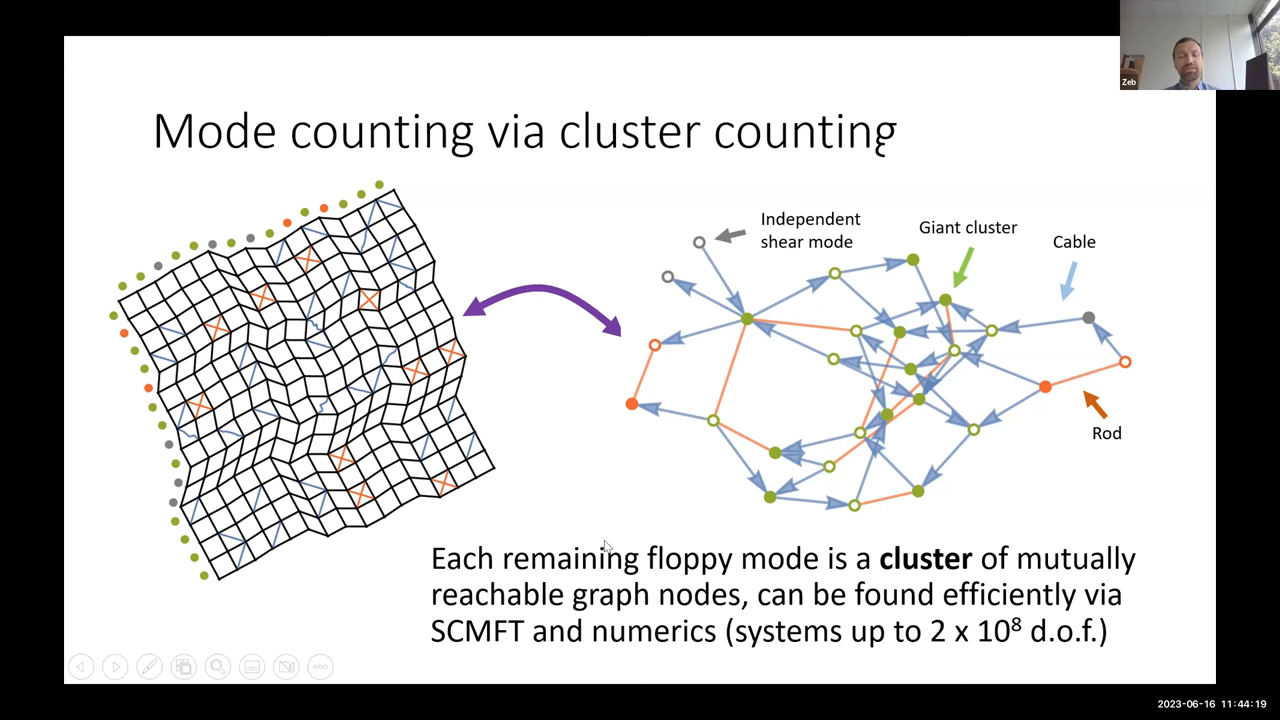 Zeb
Mode counting via cluster counting
Independent
shear mode
Giant cluster
Cable
Rod
Each remaining floppy mode is a cluster of mutually
reachable graph nodes, can be found efficiently via
SCMFT and numerics (systems up to 2 x 10⁸ d.o.f.)
2023-06-16 11:44:19